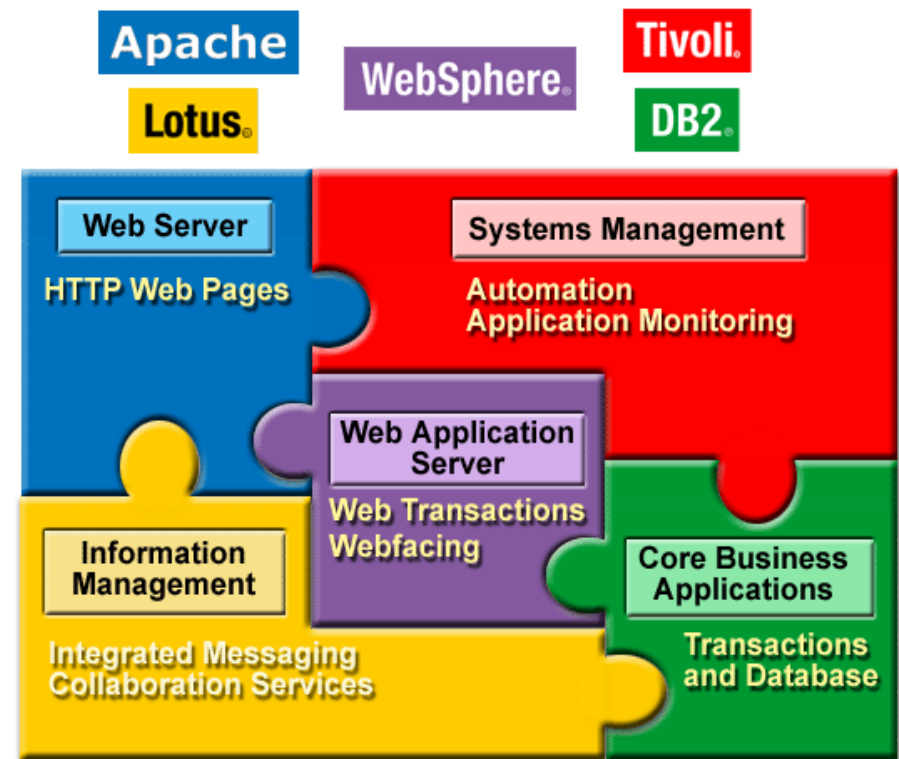 Apache
WebSphere®
Tivoli®
Lotus®
DB2®
Web Server
HTTP Web Pages
Systems Management
Automation
Application Monitoring
Web Application
Server
Web Transactions
Webfacing
Information
Management
Integrated Messaging
Collaboration Services
Core Business
Applications
Transactions
and Database